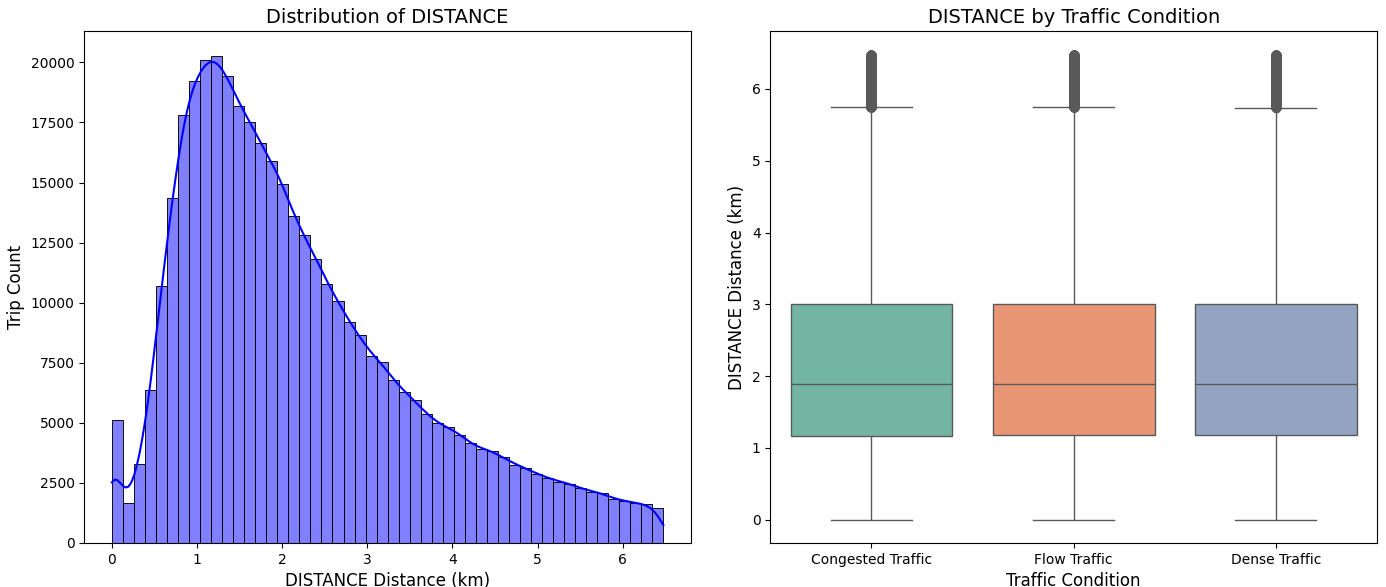 Distribution of DISTANCE
Trip Count
20000
17500
15000
12500
10000
7500
5000
2500
0
0 1 2 3 4 5 6
DISTANCE Distance (km)
DISTANCE by Traffic Condition
DISTANCE Distance (km)
6
5
4
3
2
1
0
Congested Traffic Flow Traffic Dense Traffic
Traffic Condition